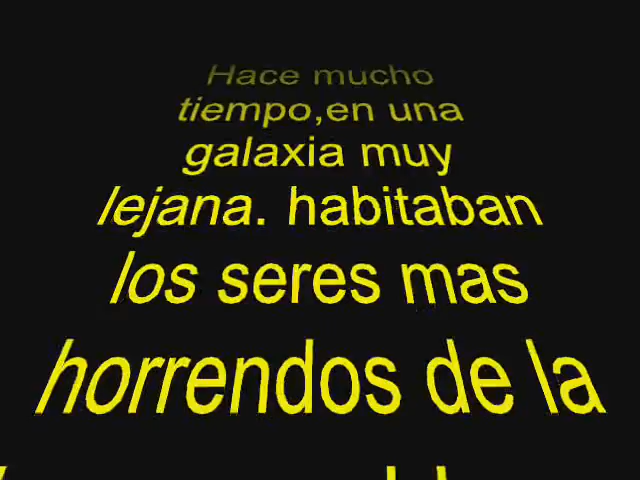 Hace mucho
tiempo,en una
galaxia muy
lejana. habitaban
los seres mas
horrendos de la